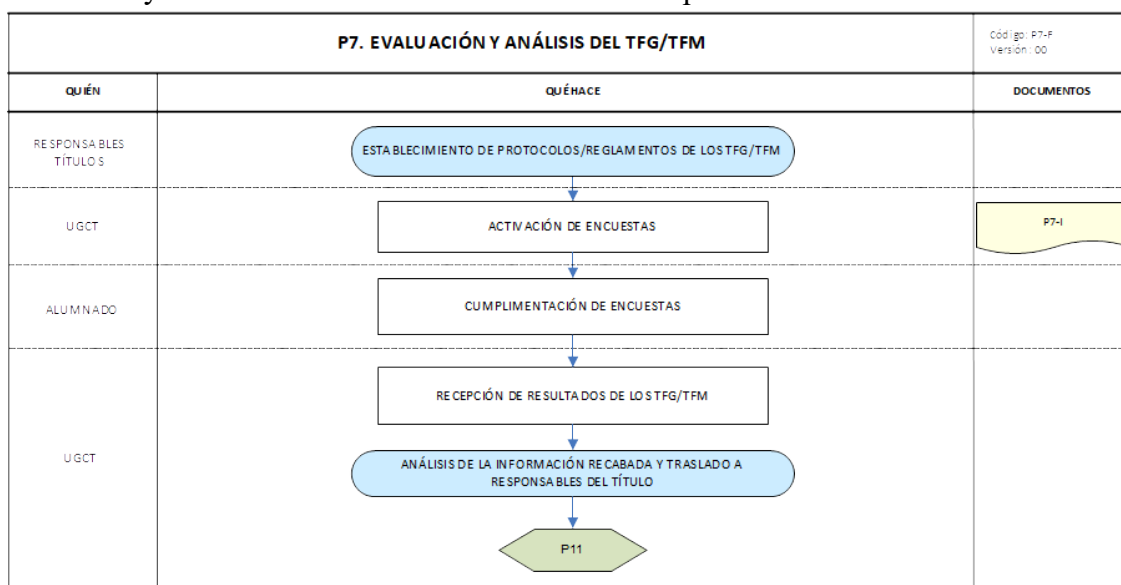 P7. EVALUACIÓN Y ANÁLISIS DEL TFG/TFM
Código: P7-F
Versión: 00
QUIÉN
QUÉ HACE
DOCUMENTOS
RESPONSABLES
TÍTULOS
ESTABLECIMIENTO DE PROTOCOLOS/REGLAMENTOS DE LOS TFG/TFM
UGCT
ACTIVACIÓN DE ENCUESTAS
P7-I
ALUMNADO
CUMPLIMENTACIÓN DE ENCUESTAS
RECEPCIÓN DE RESULTADOS DE LOS TFG/TFM
UGCT
ANÁLISIS DE LA INFORMACIÓN RECABADA Y TRASLADO A
RESPONSABLES DEL TÍTULO
P11